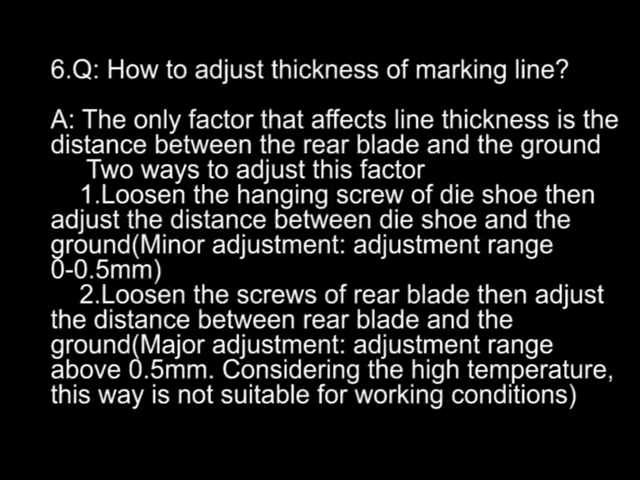 6.Q: How to adjust thickness of marking line?
A: The only factor that affects line thickness is the
distance between the rear blade and the ground
Two ways to adjust this factor
1.Loosen the hanging screw of die shoe then
adjust the distance between die shoe and the
ground(Minor adjustment: adjustment range
0-0.5mm)
2.Loosen the screws of rear blade then adjust
the distance between rear blade and the
ground(Major adjustment: adjustment range
above 0.5mm. Considering the high temperature,
this way is not suitable for working conditions)